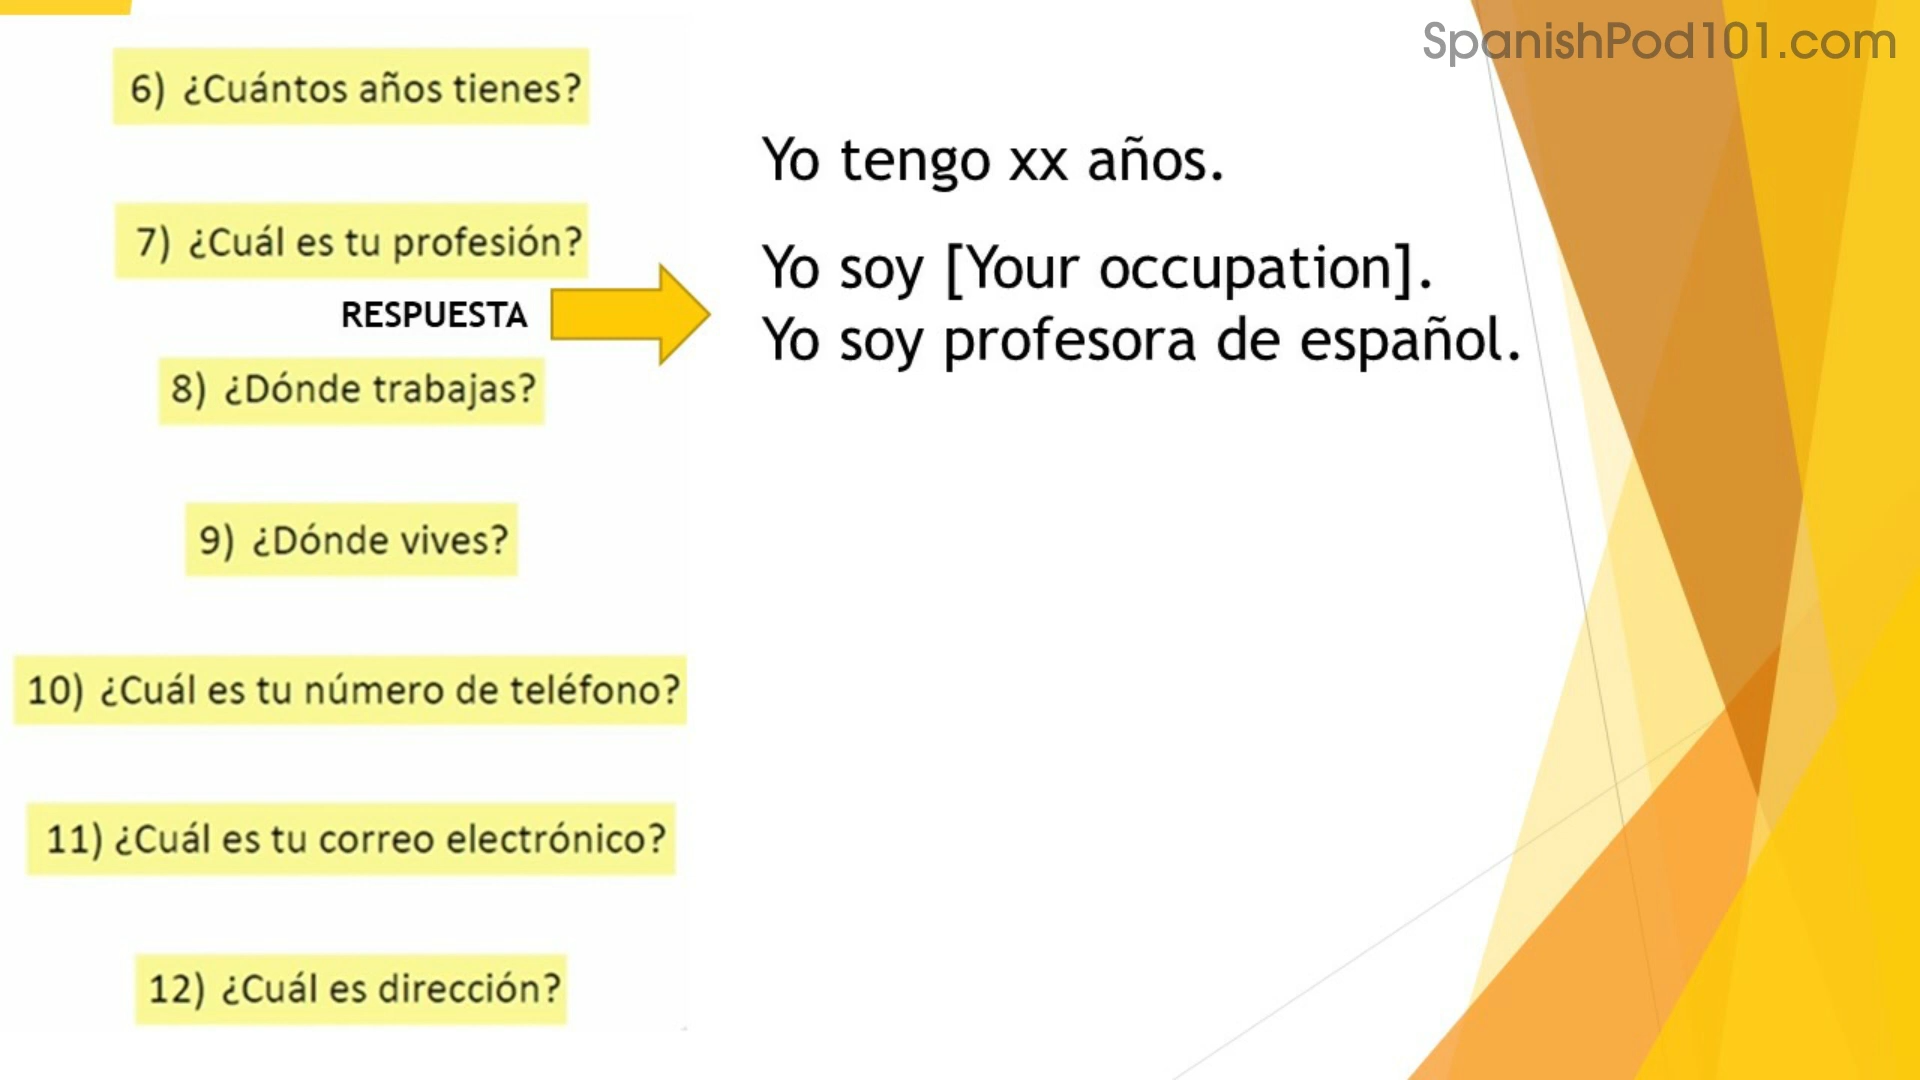 SpanishPod101.com
6) ¿Cuántos años tienes?
7) ¿Cuál es tu profesión?
RESPUESTA
8) ¿Dónde trabajas?
9) ¿Dónde vives?
10) ¿Cuál es tu número de teléfono?
11) ¿Cuál es tu correo electrónico?
12) ¿Cuál es dirección?
Yo tengo xx años.
Yo soy [Your occupation].
Yo soy profesora de español.